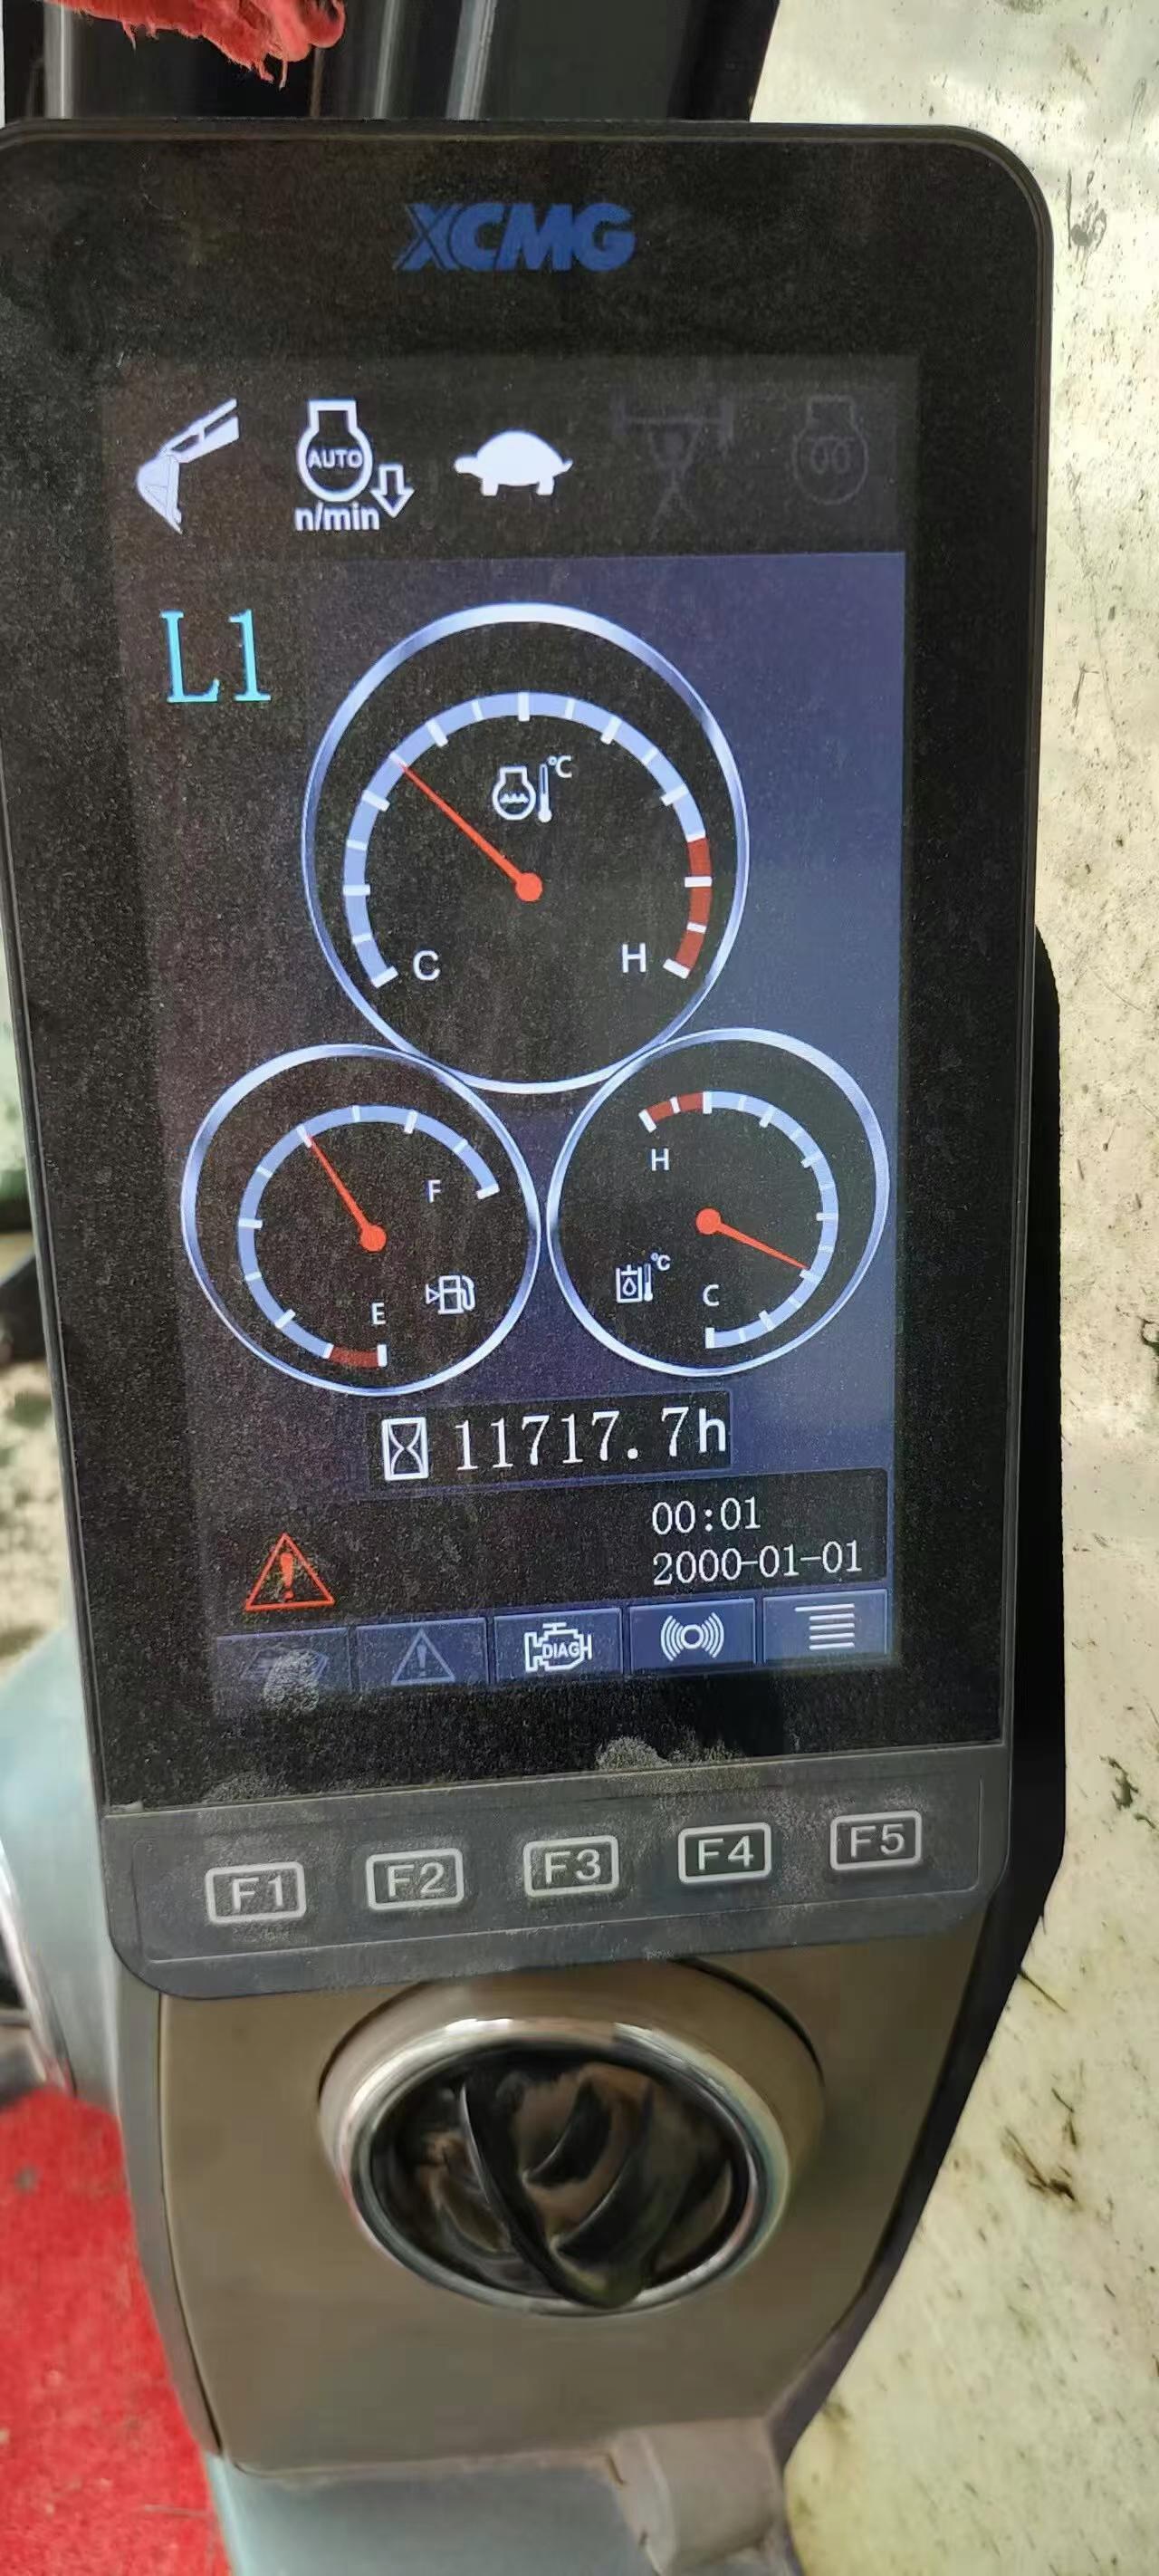 XCMG
AUTO
n/min
L1
°C
C H
H
F
°C
E C
11717.7h
00:01
2000-01-01
DIAG
F1 F2 F3 F4 F5